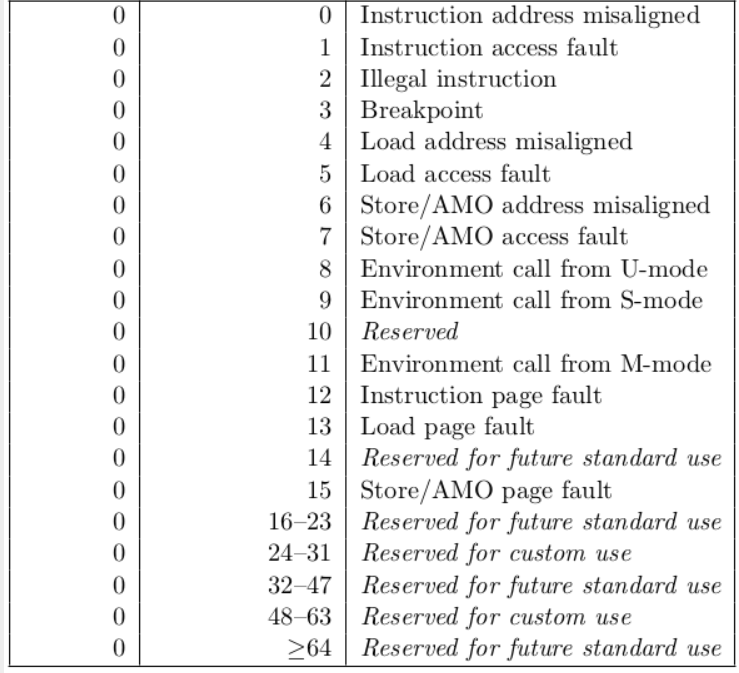 0 0 Instruction address misaligned
0 1 Instruction access fault
0 2 Illegal instruction
0 3 Breakpoint
0 4 Load address misaligned
0 5 Load access fault
0 6 Store/AMO address misaligned
0 7 Store/AMO access fault
0 8 Environment call from U-mode
0 9 Environment call from S-mode
0 10 Reserved
0 11 Environment call from M-mode
0 12 Instruction page fault
0 13 Load page fault
0 14 Reserved for future standard use
0 15 Store/AMO page fault
0 16–23 Reserved for future standard use
0 24–31 Reserved for custom use
0 32–47 Reserved for future standard use
0 48–63 Reserved for custom use
0 ≥64 Reserved for future standard use